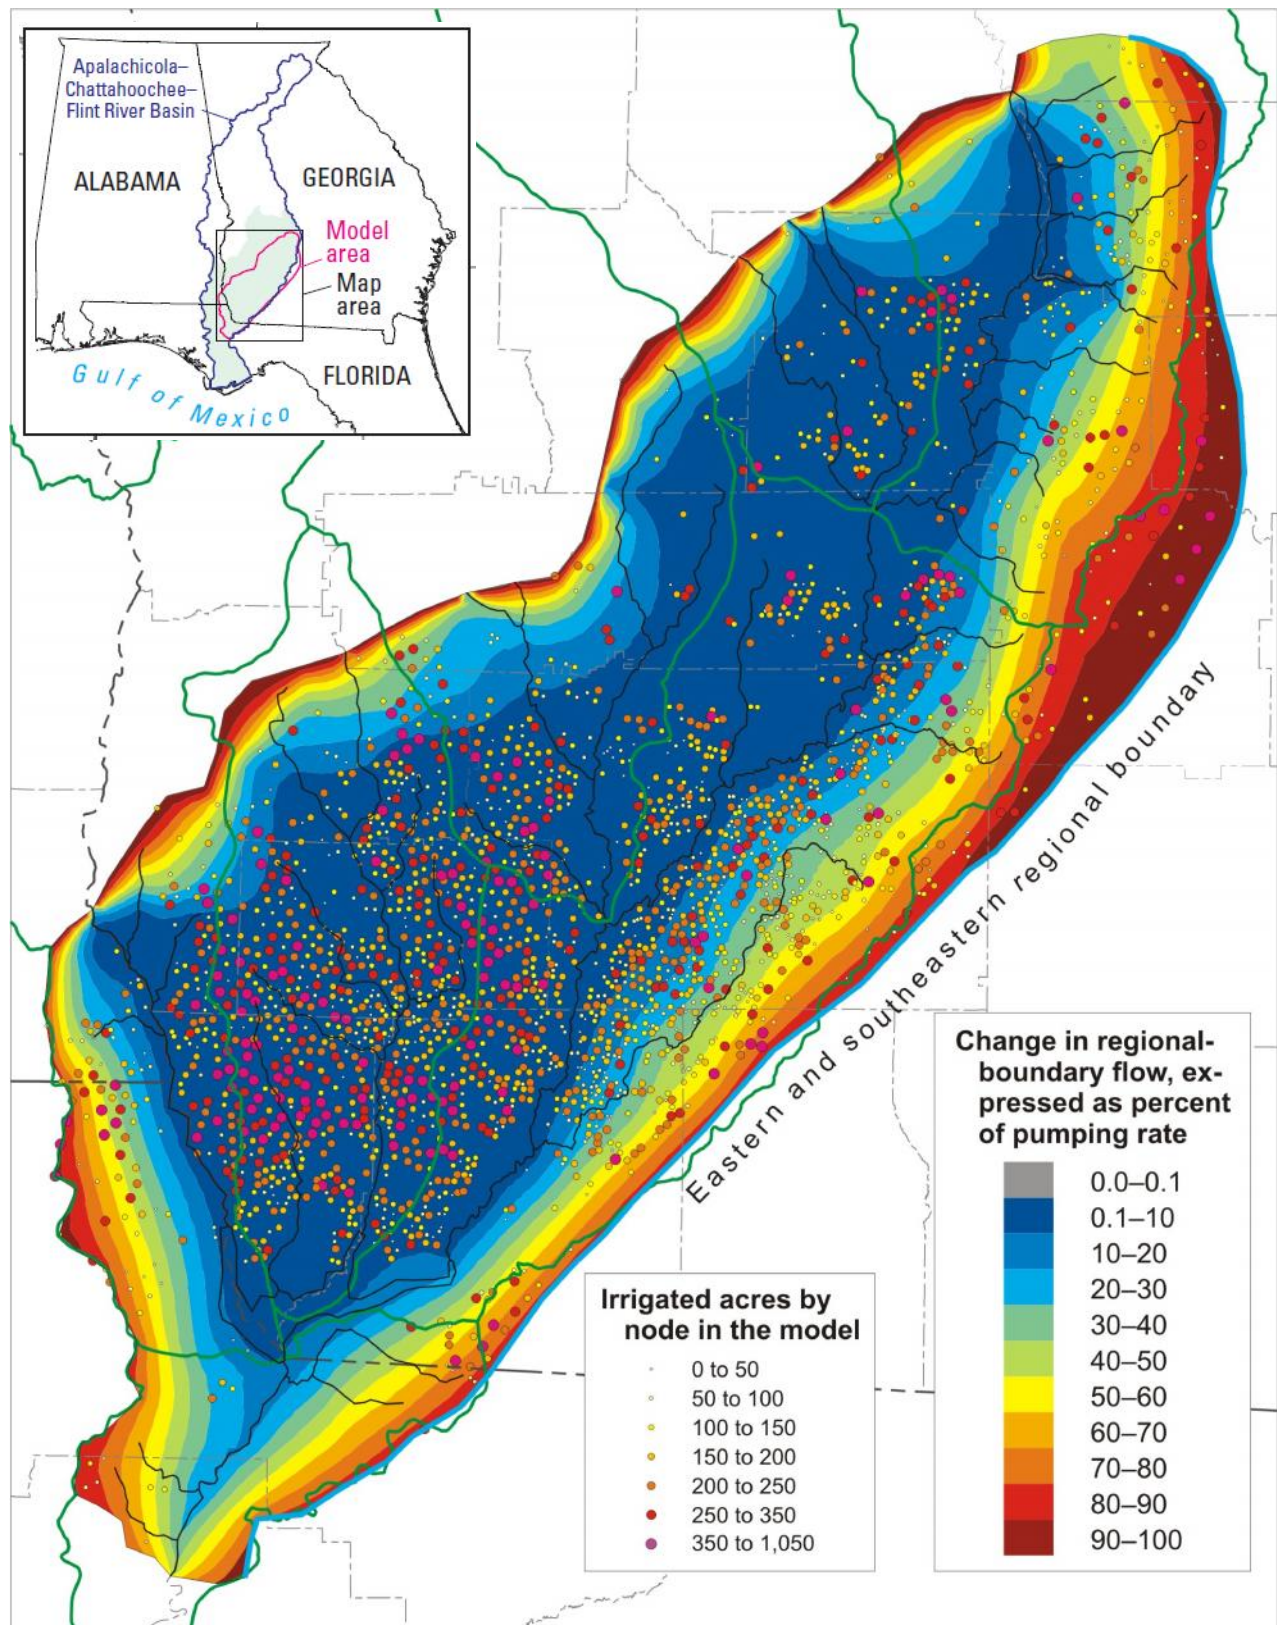 Apalachicola–
Chattahoochee–
Flint River Basin
ALABAMA
GEORGIA
Model
area
Map
area
FLORIDA
Gulf of Mexico
Eastern and southeastern regional boundary
Change in regional-
boundary flow, ex-
pressed as percent
of pumping rate
0.0–0.1
0.1–10
10–20
20–30
30–40
40–50
50–60
60–70
70–80
80–90
90–100
Irrigated acres by
node in the model
0 to 50
50 to 100
100 to 150
150 to 200
200 to 250
250 to 350
350 to 1,050